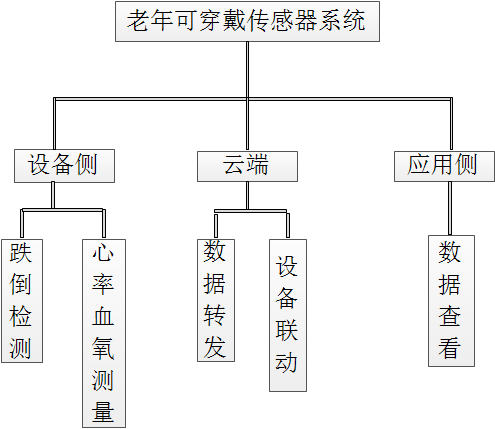 老年可穿戴传感器系统
设备侧
云端
应用侧
跌倒检测
心率血氧测量
数据转发
设备联动
数据查看